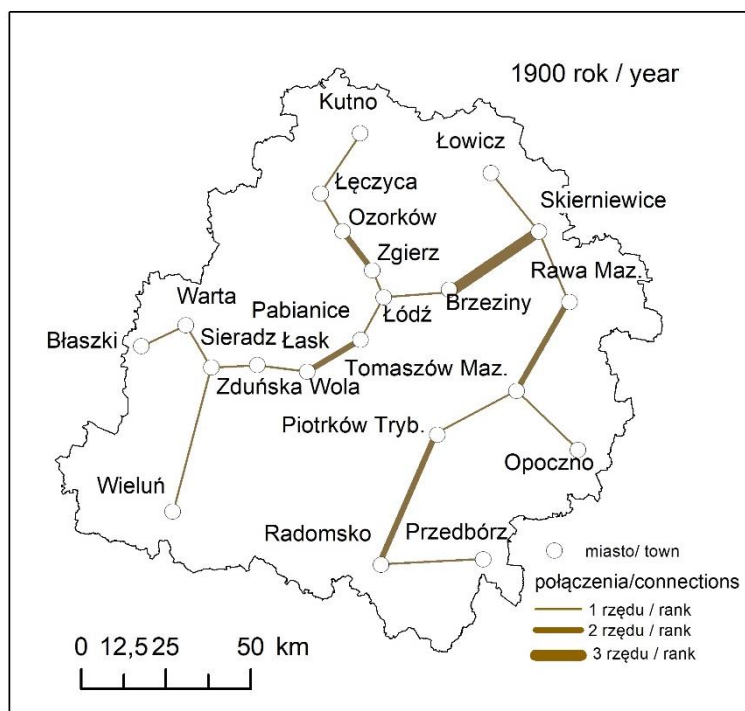 1900 rok / year
Kutno
Łowicz
Łęczyca
Skierniewice
Ozorków
Zgierz
Rawa Maz.
Warta
Pabianice
Łódź
Brzeziny
Błaszki
Sieradz
Łask
Zduńska Wola
Tomaszów Maz.
Piotrków Tryb.
Opoczno
Wieluń
Radomsko
Przedbórz
miasto/ town
połączenia/connections
1 rzędu / rank
2 rzędu / rank
3 rzędu / rank
0 12,5 25 50 km